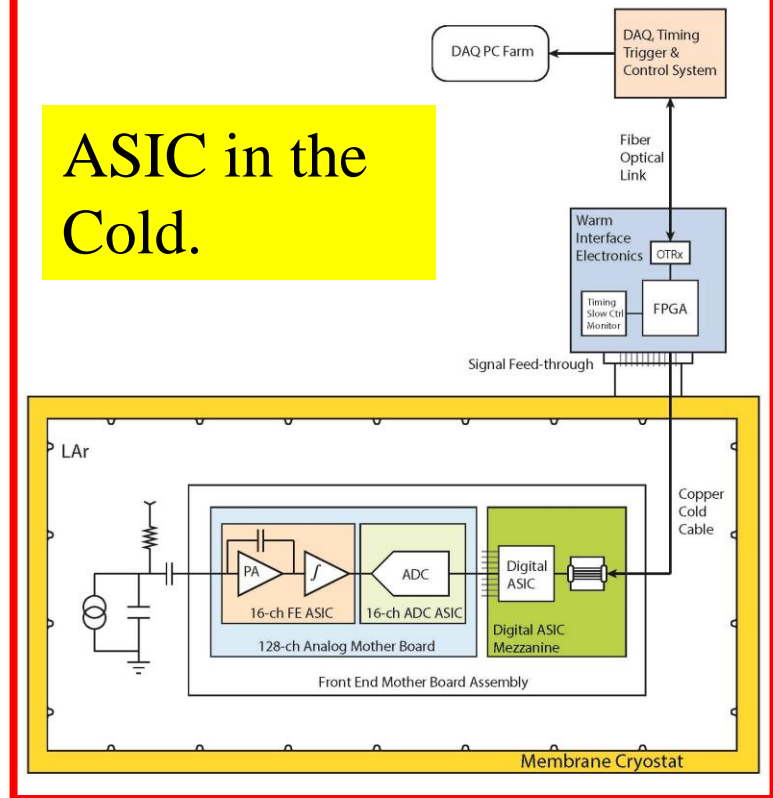 DAQ, Timing
Trigger &
Control System
DAQ PC Farm
ASIC in the
Cold.
Fiber
Optical
Link
Warm
Interface
Electronics
OTRx
Timing
Slow Ctrl
Monitor
FPGA
Signal Feed-through
LAr
Copper
Cold
Cable
PA
∫
ADC
Digital
ASIC
16-ch FE ASIC
16-ch ADC ASIC
128-ch Analog Mother Board
Digital ASIC
Mezzanine
Front End Mother Board Assembly
Membrane Cryostat